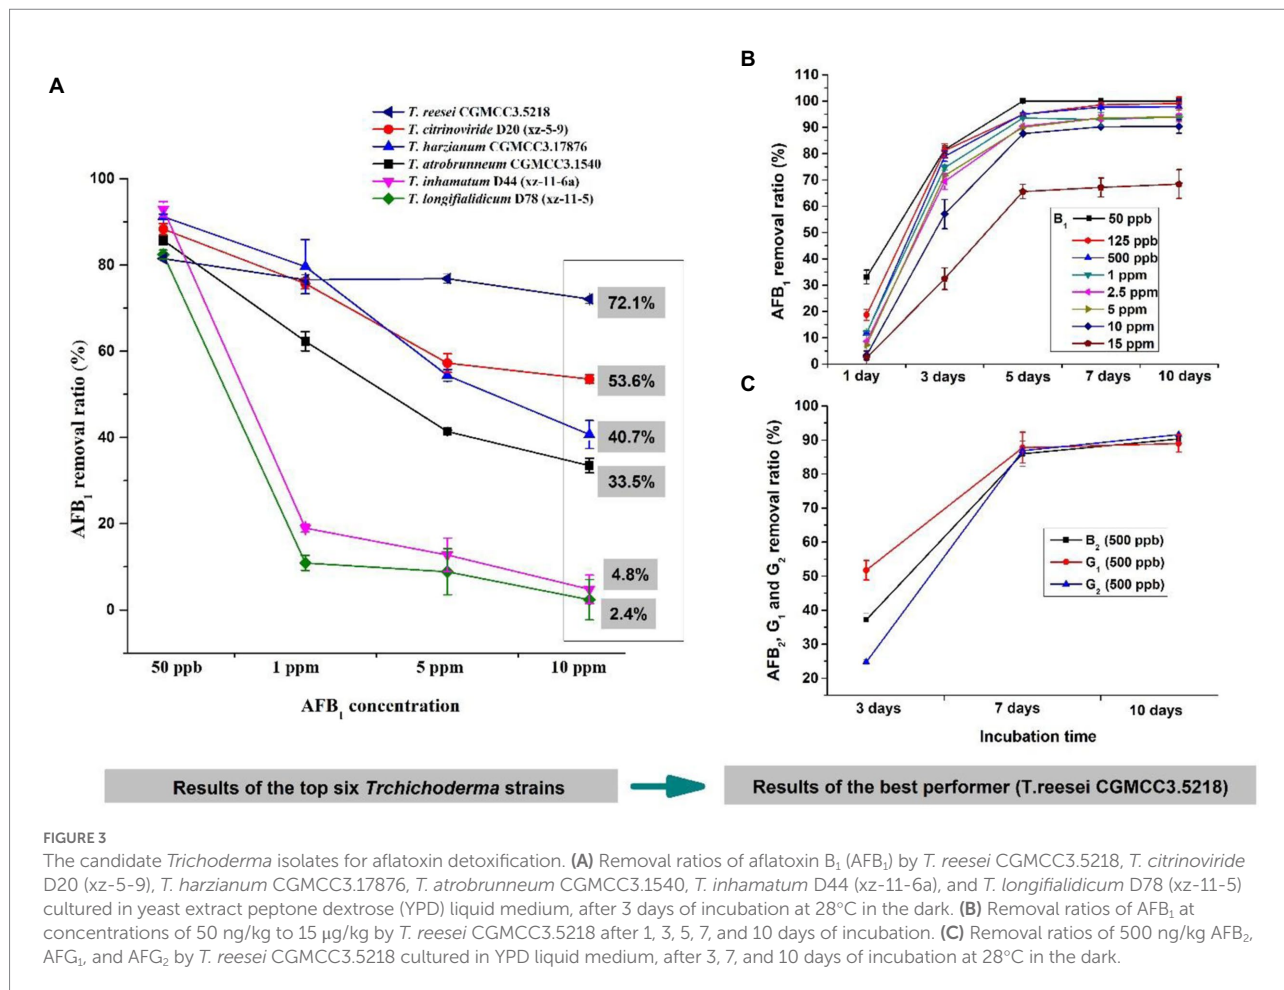 A
T. reesei CGMCC3.5218
T. citrinoviride D20 (xz-5-9)
T. harzianum CGMCC3.17876
T. atrobrunneum CGMCC3.1540
T. inhamatum D44 (xz-11-6a)
T. longifialidicum D78 (xz-11-5)
100
80
60
40
20
0
AFB1 removal ratio (%)
72.1%
53.6%
40.7%
33.5%
4.8%
2.4%
50 ppb
1 ppm
5 ppm
10 ppm
AFB1 concentration
B
110
100
90
80
70
60
50
40
30
20
10
0
AFB1 removal ratio (%)
B1
50 ppb
125 ppb
500 ppb
1 ppm
2.5 ppm
5 ppm
10 ppm
15 ppm
1 day
3 days
5 days
7 days
10 days
C
100
90
80
70
60
50
40
30
20
AFB2, G1 and G2 removal ratio (%)
B2 (500 ppb)
G1 (500 ppb)
G2 (500 ppb)
3 days
7 days
10 days
Incubation time
Results of the top six Trchichoderma strains
Results of the best performer (T.reesei CGMCC3.5218)
FIGURE 3
The candidate Trichoderma isolates for aflatoxin detoxification. (A) Removal ratios of aflatoxin B1 (AFB1) by T. reesei CGMCC3.5218, T. citrinoviride
D20 (xz-5-9), T. harzianum CGMCC3.17876, T. atrobrunneum CGMCC3.1540, T. inhamatum D44 (xz-11-6a), and T. longifialidicum D78 (xz-11-5)
cultured in yeast extract peptone dextrose (YPD) liquid medium, after 3 days of incubation at 28°C in the dark. (B) Removal ratios of AFB1 at
concentrations of 50 ng/kg to 15 μg/kg by T. reesei CGMCC3.5218 after 1, 3, 5, 7, and 10 days of incubation. (C) Removal ratios of 500 ng/kg AFB2,
AFG1, and AFG2 by T. reesei CGMCC3.5218 cultured in YPD liquid medium, after 3, 7, and 10 days of incubation at 28°C in the dark.